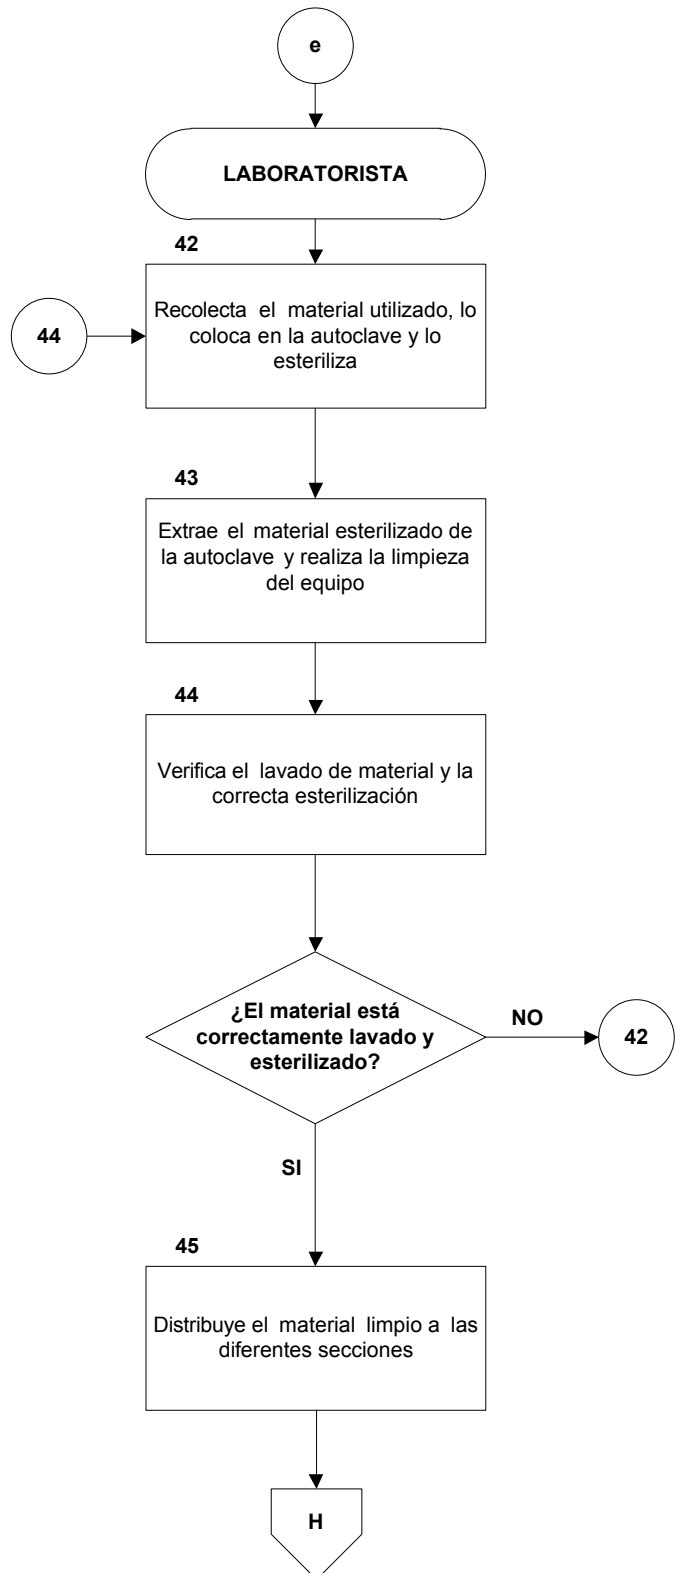 e
LABORATORISTA
42
44
Recolecta el material utilizado, lo
coloca en la autoclave y lo
esteriliza
43
Extrae el material esterilizado de
la autoclave y realiza la limpieza
del equipo
44
Verifica el lavado de material y la
correcta esterilización
¿El material está
correctamente lavado y
esterilizado?
NO
42
SI
45
Distribuye el material limpio a las
diferentes secciones
H